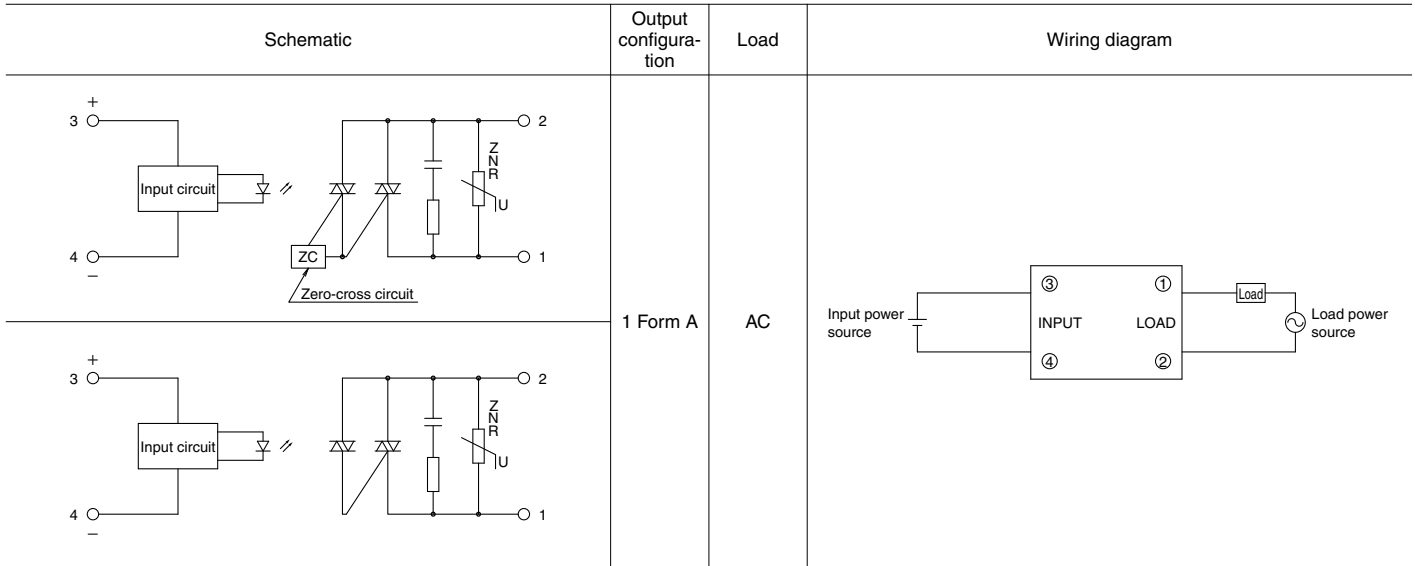 Schematic
Output
configura-
tion
Load
Wiring diagram
+
3
2
Z
N
R
Input circuit
U
4
−
ZC
1
Zero-cross circuit
+
3
2
Z
N
R
Input circuit
U
4
−
1
1 Form A
AC
③ ①
Load
Input power
source
INPUT LOAD
Load power
source
④ ②